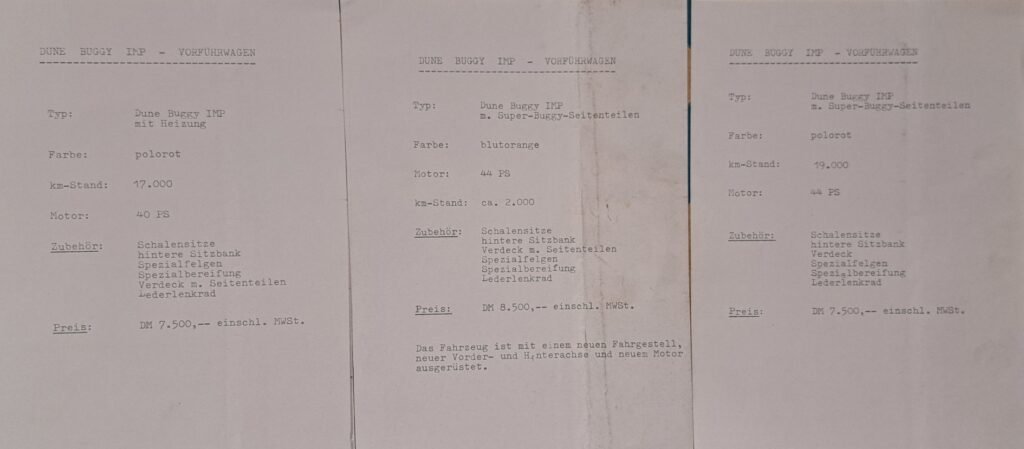 DUNE BUGGY IMP - VORFÜHRWAGEN
Typ: Dune Buggy IMP
mit Heizung
Farbe: polorot
km-Stand: 17.000
Motor: 40 PS
Zubehör: Schalensitze
hintere Sitzbank
Spezialfelgen
Spezialbereifung
Verdeck m. Seitenteilen
Lederlenkrad
Preis: DM 7.500,-- einschl. MWSt.
DUNE BUGGY IMP - VORFÜHRWAGEN
Typ: Dune Buggy IMP
m. Super-Buggy-Seitenteilen
Farbe: blutorange
Motor: 44 PS
km-Stand: ca. 2.000
Zubehör: Schalensitze
hintere Sitzbank
Verdeck m. Seitenteilen
Spezialfelgen
Spezialbereifung
Lederlenkrad
Preis: DM 8.500,-- einschl. MWSt.
Das Fahrzeug ist mit einem neuen Fahrgestell,
neuer Vorder- und Hinterachse und neuem Motor
ausgerüstet.
DUNE BUGGY IMP - VORFÜHRWAGEN
Typ: Dune Buggy IMP
m. Super-Buggy-Seitenteilen
Farbe: polorot
km-Stand: 19.000
Motor: 44 PS
Zubehör: Schalensitze
hintere Sitzbank
Verdeck
Spezialfelgen
Spezialbereifung
Lederlenkrad
Preis: DM 7.500,-- einschl. MWSt.